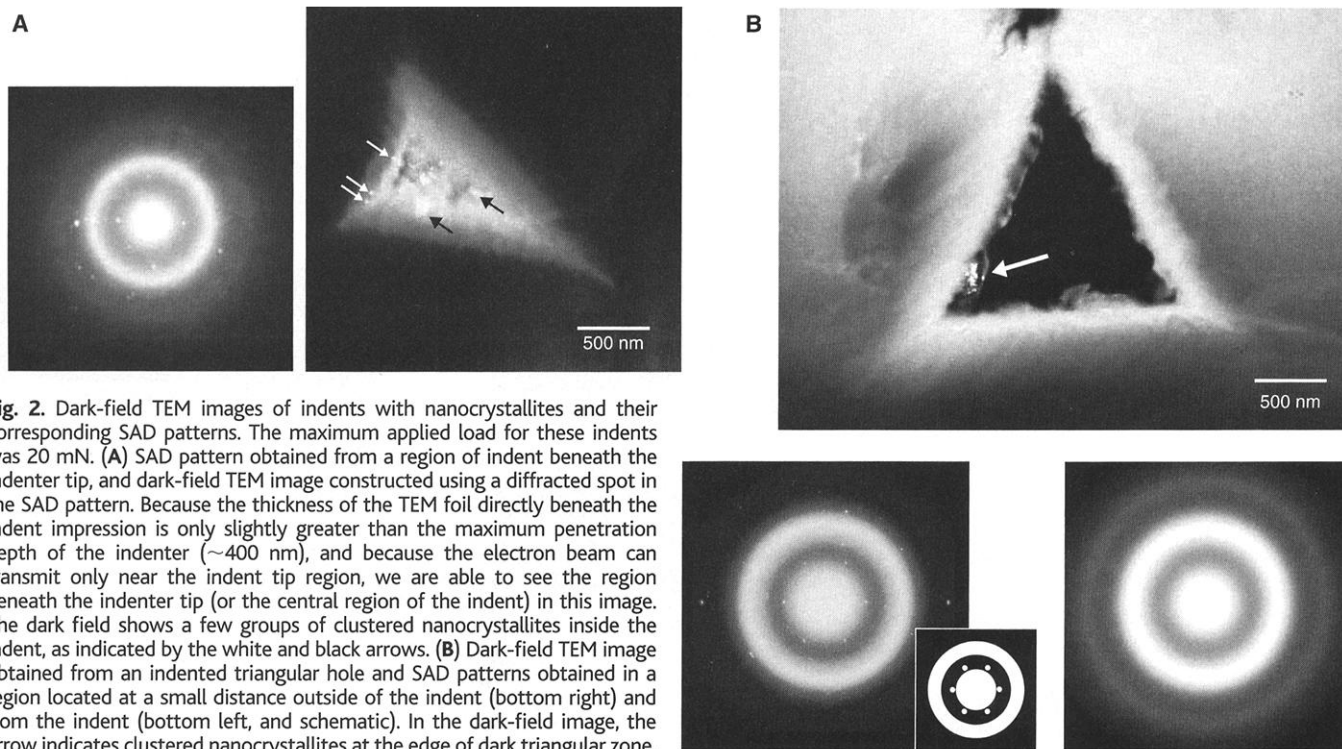 A
B
500 nm
500 nm
ig. 2. Dark-field TEM images of indents with nanocrystallites and their
orresponding SAD patterns. The maximum applied load for these indents
as 20 mN. (A) SAD pattern obtained from a region of indent beneath the
ndenter tip, and dark-field TEM image constructed using a diffracted spot in
he SAD pattern. Because the thickness of the TEM foil directly beneath the
ndent impression is only slightly greater than the maximum penetration
epth of the indenter (~400 nm), and because the electron beam can
ransmit only near the indent tip region, we are able to see the region
eneath the indenter tip (or the central region of the indent) in this image.
he dark field shows a few groups of clustered nanocrystallites inside the
ndent, as indicated by the white and black arrows. (B) Dark-field TEM image
btained from an indented triangular hole and SAD patterns obtained in a
egion located at a small distance outside of the indent (bottom right) and
rom the indent (bottom left, and schematic). In the dark-field image, the
rrow indicates clustered nanocrystallites at the edge of dark triangular zone.